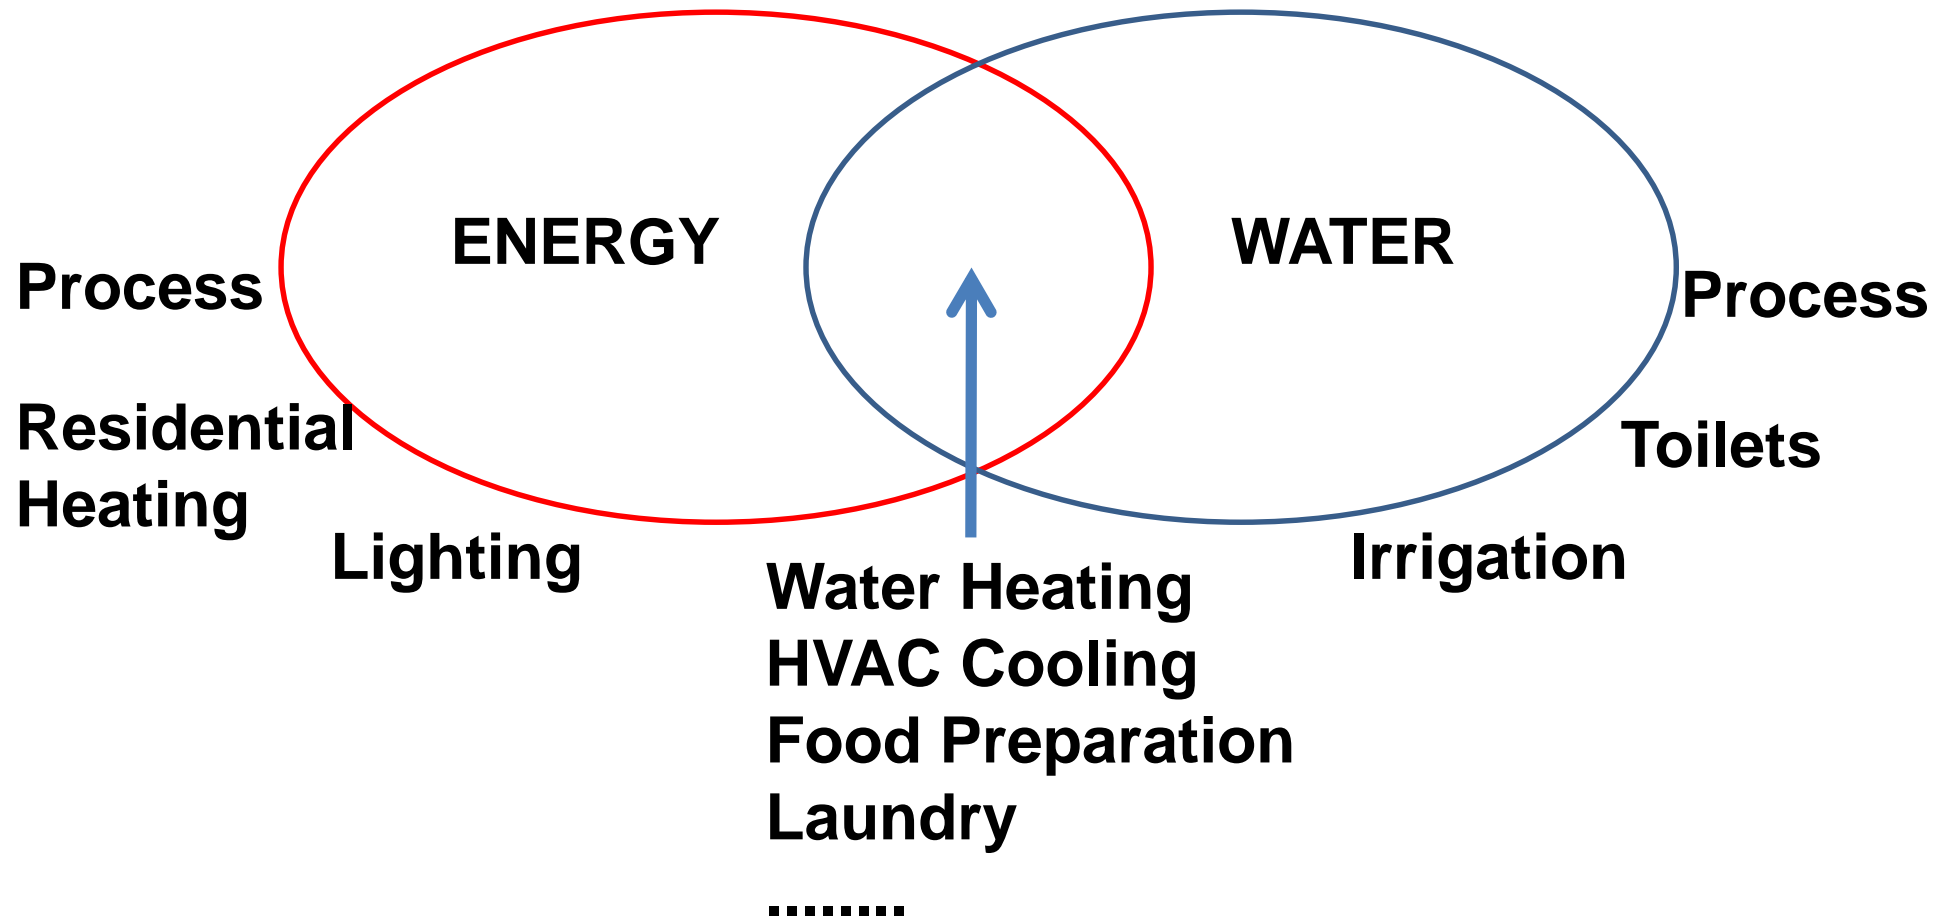 ENERGY
WATER
Process
Process
Residential
Heating
Toilets
Lighting
Irrigation
Water Heating
HVAC Cooling
Food Preparation
Laundry
.........